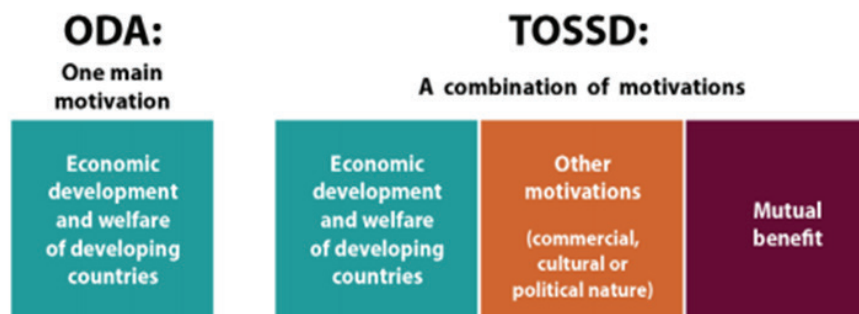 ODA:
One main
motivation
Economic
development
and welfare
of developing
countries
TOSSD:
A combination of motivations
Economic
development
and welfare
of developing
countries
Other
motivations
(commercial,
cultural or
political nature)
Mutual
benefit